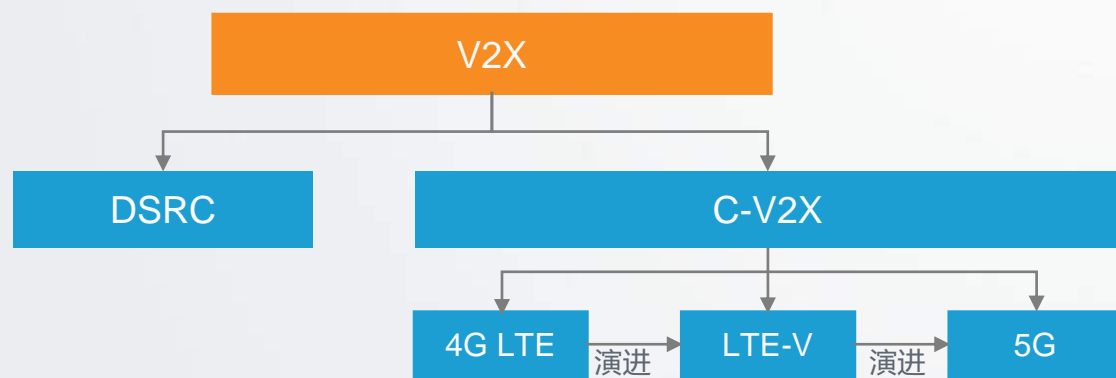 V2X
DSRC
C-V2X
4G LTE
演进
LTE-V
演进
5G